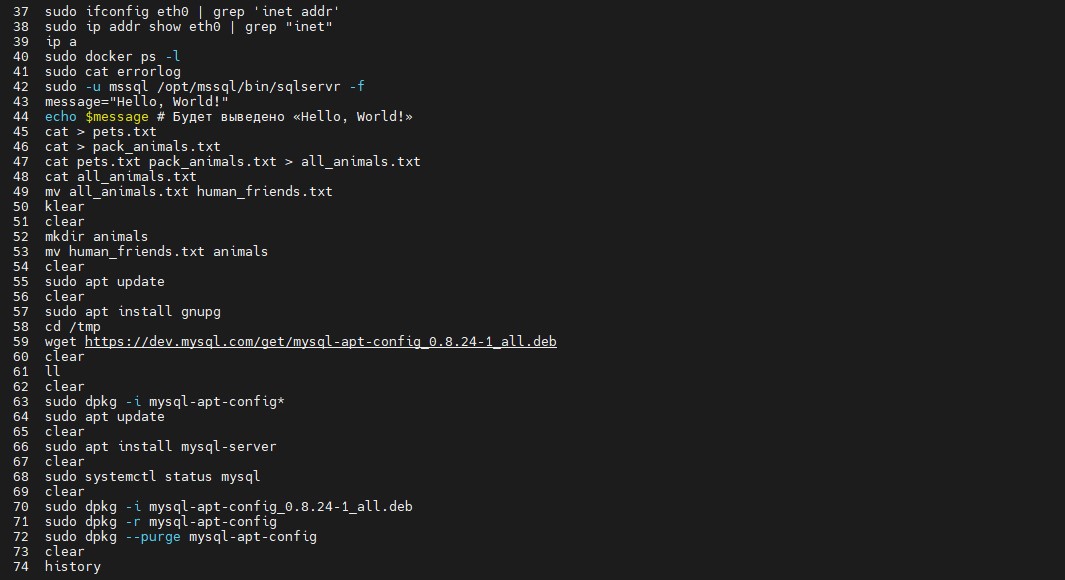 37 sudo ifconfig eth0 | grep 'inet addr'
38 sudo ip addr show eth0 | grep "inet"
39 ip a
40 sudo docker ps -l
41 sudo cat errorlog
42 sudo -u mssql /opt/mssql/bin/sqlservr -f
43 message="Hello, World!"
44 echo $message # Будет выведено «Hello, World!»
45 cat > pets.txt
46 cat > pack_animals.txt
47 cat pets.txt pack_animals.txt > all_animals.txt
48 cat all_animals.txt
49 mv all_animals.txt human_friends.txt
50 klear
51 clear
52 mkdir animals
53 mv human_friends.txt animals
54 clear
55 sudo apt update
56 clear
57 sudo apt install gnupg
58 cd /tmp
59 wget https://dev.mysql.com/get/mysql-apt-config_0.8.24-1_all.deb
60 clear
61 ll
62 clear
63 sudo dpkg -i mysql-apt-config*
64 sudo apt update
65 clear
66 sudo apt install mysql-server
67 clear
68 sudo systemctl status mysql
69 clear
70 sudo dpkg -i mysql-apt-config_0.8.24-1_all.deb
71 sudo dpkg -r mysql-apt-config
72 sudo dpkg --purge mysql-apt-config
73 clear
74 history